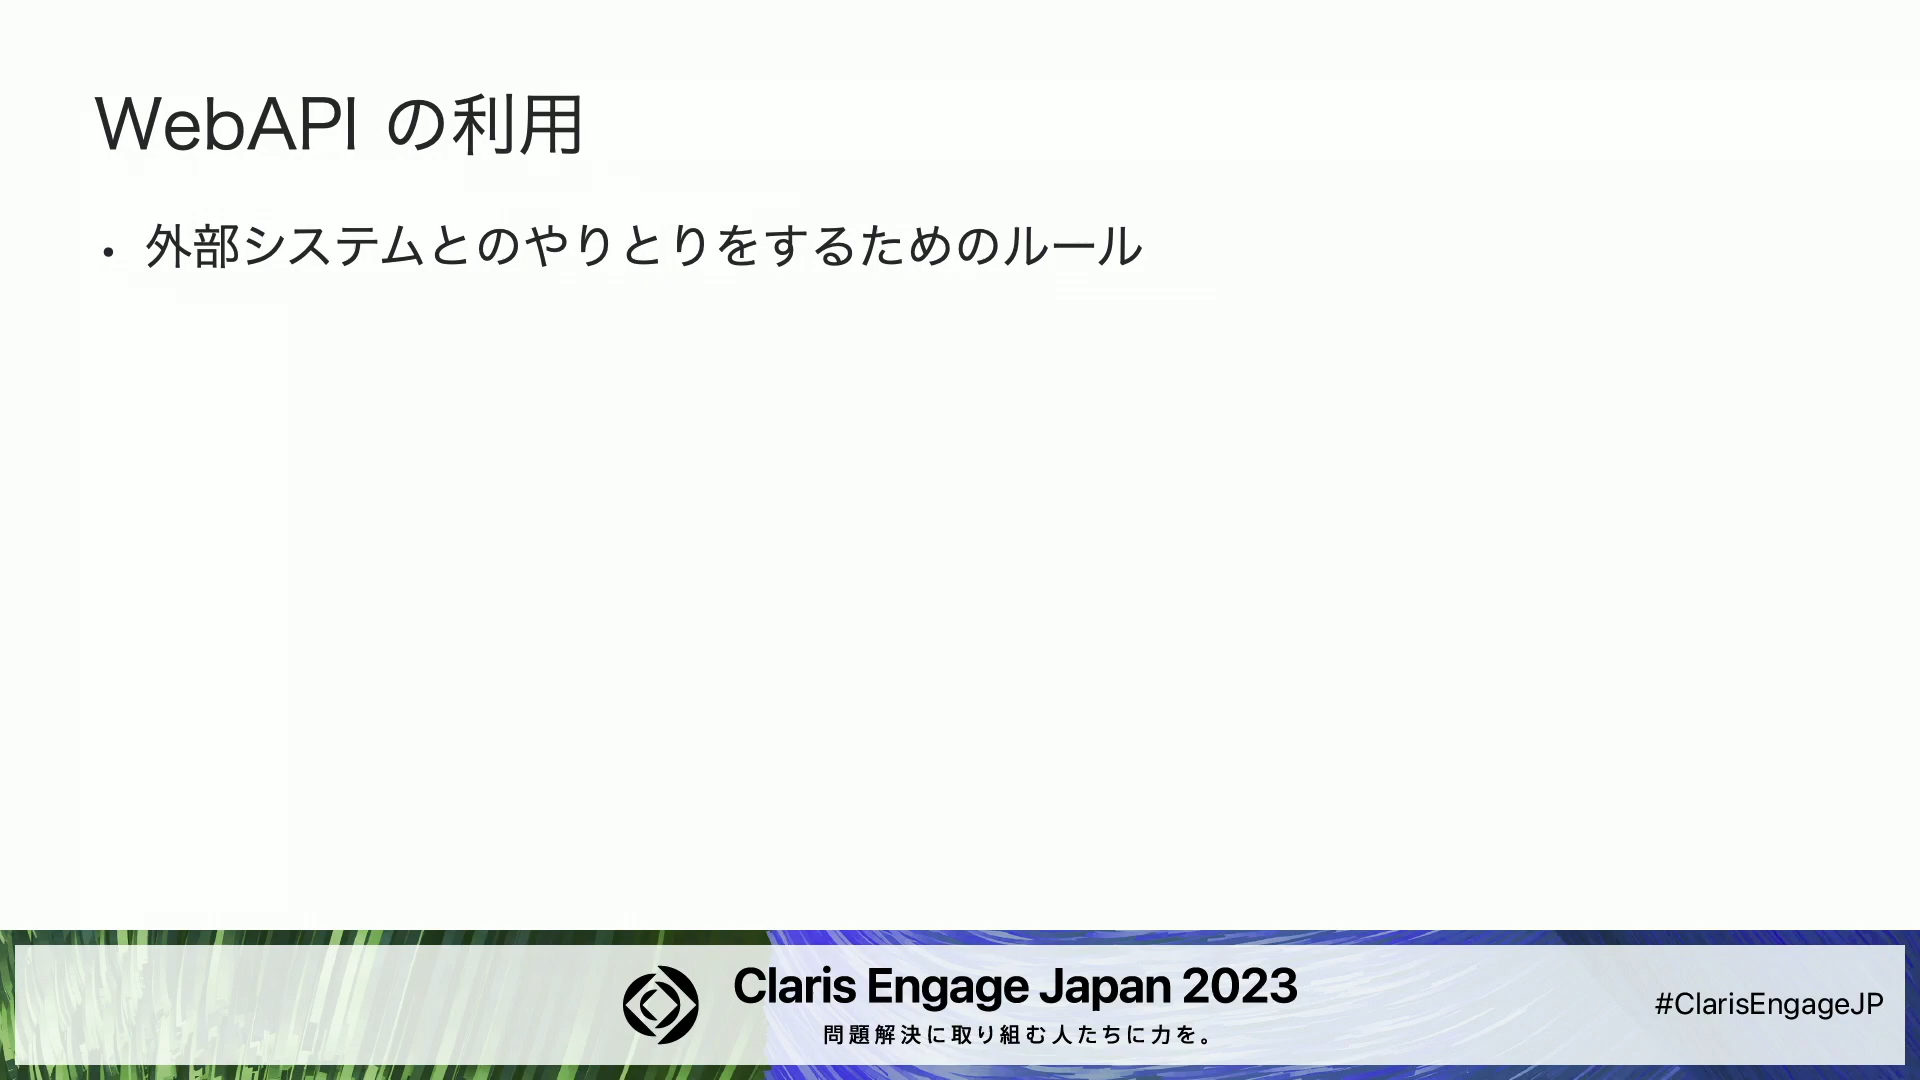 WebAPI の利用
• 外部システムとのやりとりをするためのルール
Claris Engage Japan 2023
問題解決に取り組む人たちに力を。
#ClarisEngageJP